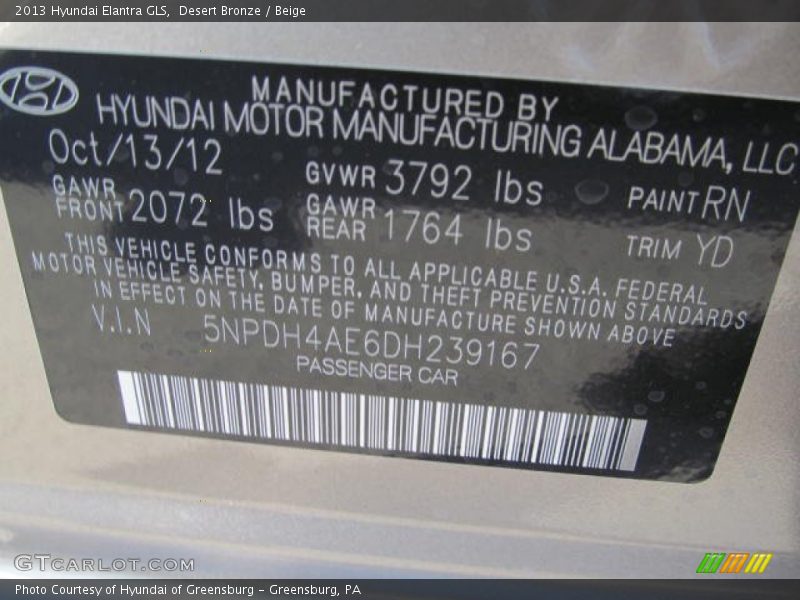 2013 Hyundai Elantra GLS,  Desert Bronze / Beige
MANUFACTURED BY
HYUNDAI MOTOR MANUFACTURING ALABAMA, LLC
Oct/13/12
GVWR 3792 lbs
PAINT RN
GAWR FRONT 2072 lbs
GAWR REAR 1764 lbs
TRIM YD
THIS VEHICLE CONFORMS TO ALL APPLICABLE U.S.A. FEDERAL
MOTOR VEHICLE SAFETY, BUMPER, AND THEFT PREVENTION STANDARDS
IN EFFECT ON THE DATE OF MANUFACTURE SHOWN ABOVE
V.I.N 5NPDH4AE6DH239167
PASSENGER CAR
GTCARLOT.COM
Photo Courtesy of Hyundai of Greensburg – Greensburg, PA